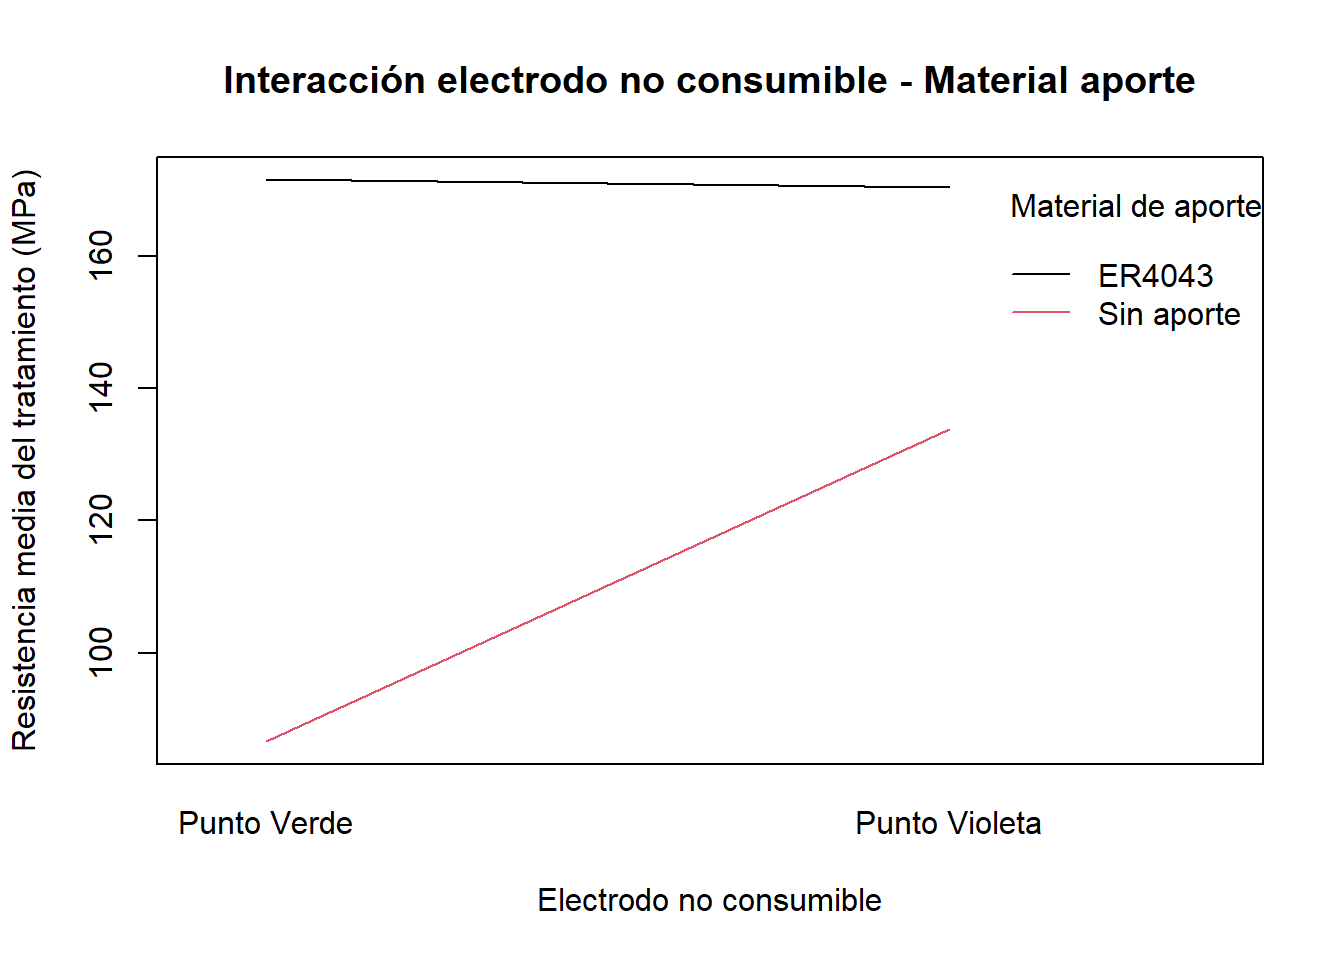 Interacción electrodo no consumible - Material aporte
Resistencia media del tratamiento (MPa)
160
140
120
100
Material de aporte
ER4043
Sin aporte
Punto Verde
Punto Violeta
Electrodo no consumible